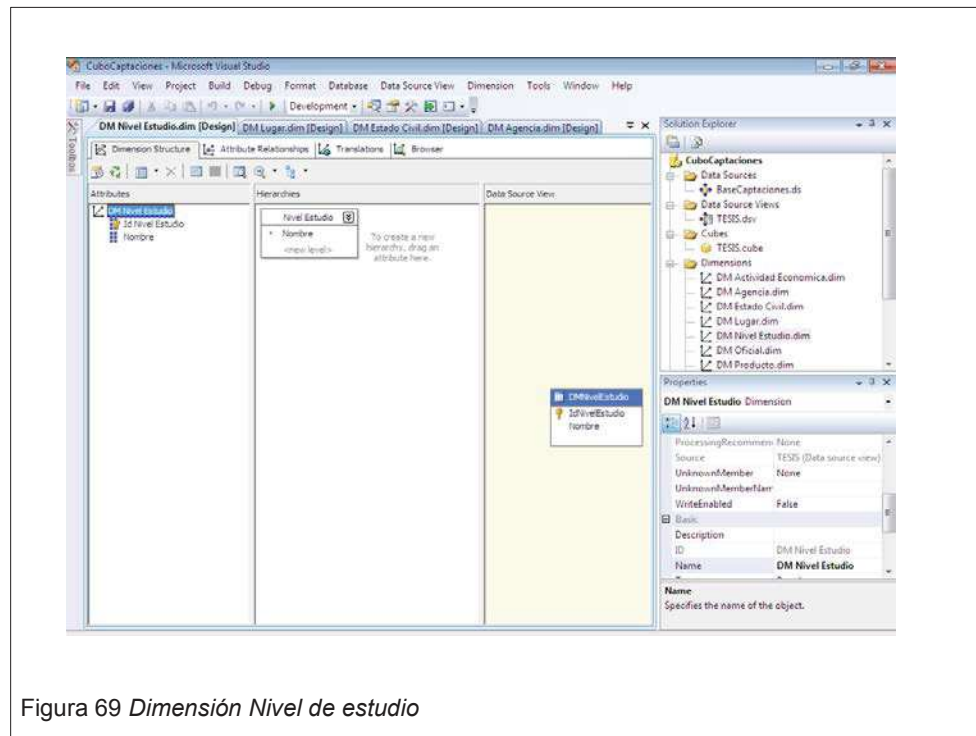 CuboCaptaciones - Microsoft Visual Studio
File Edit View Project Build Debug Format Database Data Source View Dimension Tools Window Help
Development
Toolbox
DM Nivel Estudio.dim [Design] DM Lugar.dim [Design] DM Estado Civil.dim [Design] DM Agencia.dim [Design]
Dimension Structure Attribute Relationships Translations Browser
Attributes
DM Nivel Estudio
Id Nivel Estudio
Nombre
Hierarchies
Nivel Estudio
Nombre
<new level>
To create a new
hierarchy, drag an
attribute here.
Data Source View
DMNivelEstudio
IdNivelEstudio
Nombre
Solution Explorer
CuboCaptaciones
Data Sources
BaseCaptaciones.ds
Data Source Views
TESIS.dsv
Cubes
TESIS.cube
Dimensions
DM Actividad Economica.dim
DM Agencia.dim
DM Estado Civil.dim
DM Lugar.dim
DM Nivel Estudio.dim
DM Oficial.dim
DM Producto.dim
Properties
DM Nivel Estudio Dimension
ProcessingRecommen None
Source TESIS (Data source view)
UnknownMember None
UnknownMemberNam
WriteEnabled False
Basic
Description
ID DM Nivel Estudio
Name DM Nivel Estudio
Name
Specifies the name of the object.
Figura 69 Dimensión Nivel de estudio